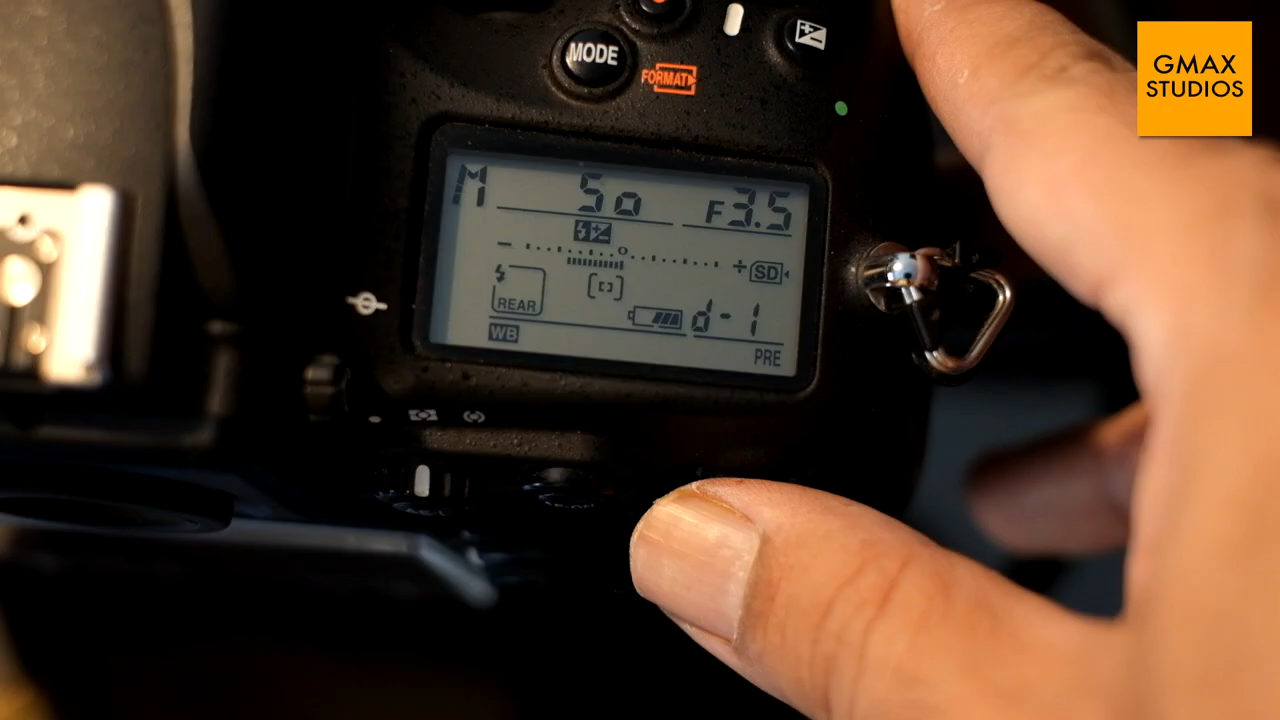 GMAX
STUDIOS
MODE
FORMAT
M 50 F3.5
SD
REAR
d-1
WB
PRE